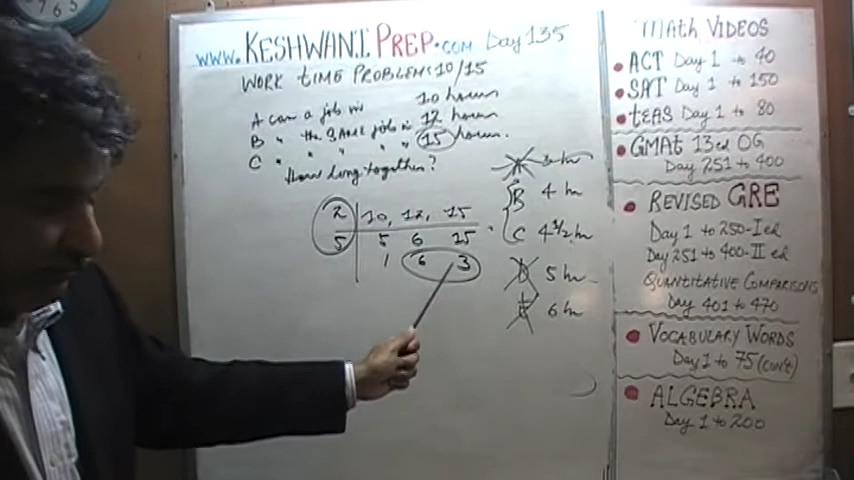 www.KESHWANIPREP.com Day 135
WORK TIME PROBLEMS 10/15
A can a job in 10 hours
B " the SAME job in 12 hours
C " " " " " 15 hours.
How long together?
A 3 hr
B 4 hr
C 4 1/2 hr
D 5 hr
E 6 hr
2 10, 12, 15
5 5 6 15
1 6 3
MATH VIDEOS
ACT Day 1 to 40
SAT Day 1 to 150
tEAS Day 1 to 80
GMAt 13ed OG
Day 251 to 400
REVISED GRE
Day 1 to 250-I ed
Day 251 to 400-II ed
QUANTITATIVE COMPARISONS
Day 401 to 470
VOCABULARY WORDS
Day 1 to 75 (con't)
ALGEBRA
Day 1 to 200